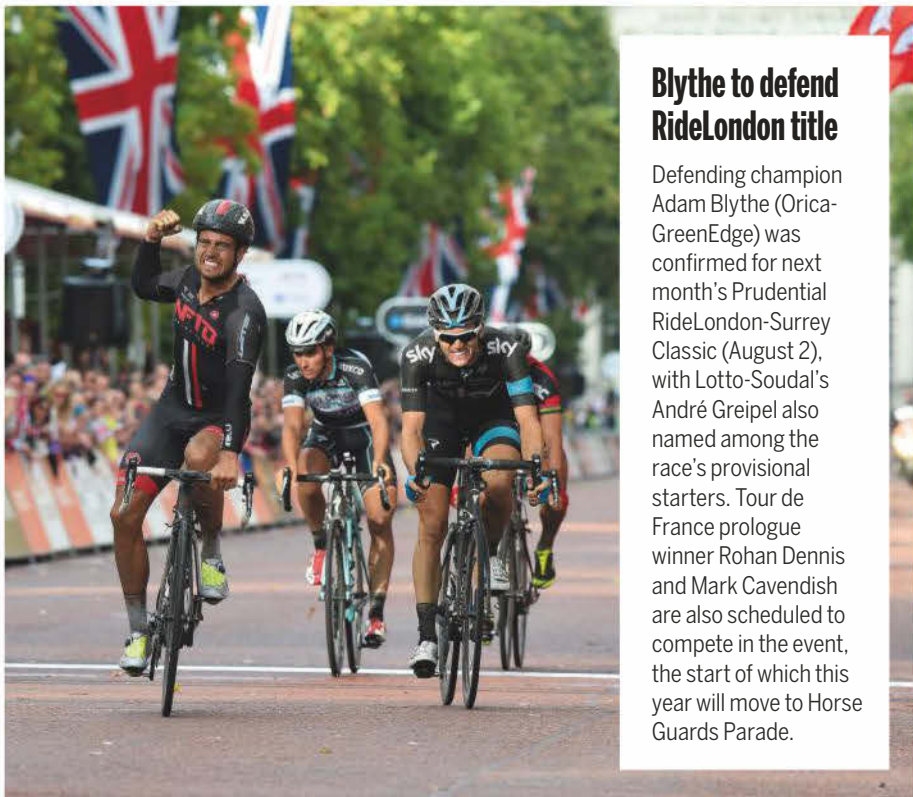 NFTO
sky
sky
Blythe to defend
RideLondon title
Defending champion
Adam Blythe (Orica-
GreenEdge) was
confirmed for next
month's Prudential
RideLondon-Surrey
Classic (August 2),
with Lotto-Soudal's
André Greipel also
named among the
race's provisional
starters. Tour de
France prologue
winner Rohan Dennis
and Mark Cavendish
are also scheduled to
compete in the event,
the start of which this
year will move to Horse
Guards Parade.